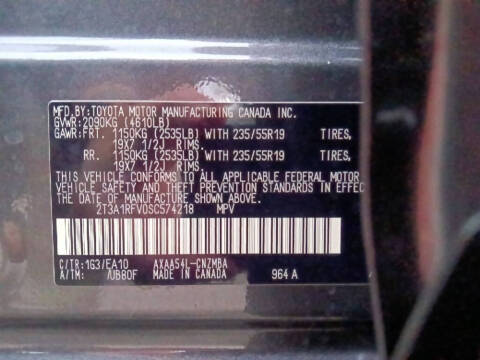 MFD.BY:TOYOTA MOTOR MANUFACTURING CANADA INC.
GVWR:2090KG (4610LB)
GAWR:FRT. 1150KG (2535LB) WITH 235/55R19 TIRES,
19X7 1/2J RIMS.
RR. 1150KG (2535LB) WITH 235/55R19 TIRES,
19X7 1/2J RIMS.
THIS VEHICLE CONFORMS TO ALL APPLICABLE FEDERAL MOTOR
VEHICLE SAFETY AND THEFT PREVENTION STANDARDS IN EFFEC
THE DATE OF MANUFACTURE SHOWN ABOVE.
2T3A1RFV0SC574218 MPV
C/TR:1G3/EA10 AXAA54L-CNZMBA
A/TM: /UB80F MADE IN CANADA 964A